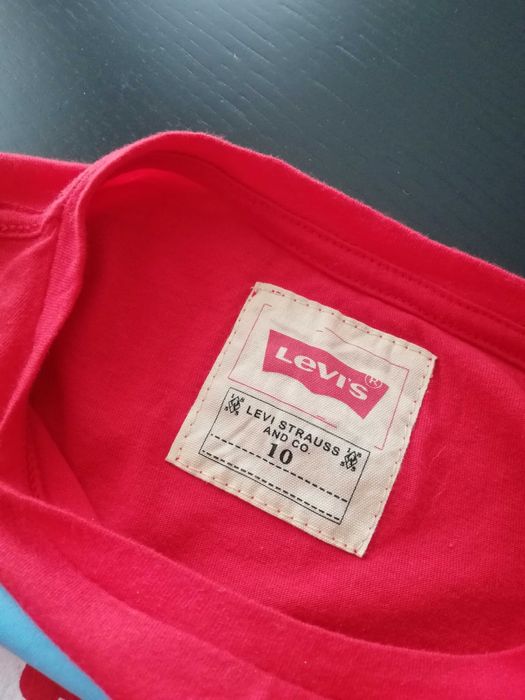 Levi's®
LEVI STRAUSS
AND CO.
10